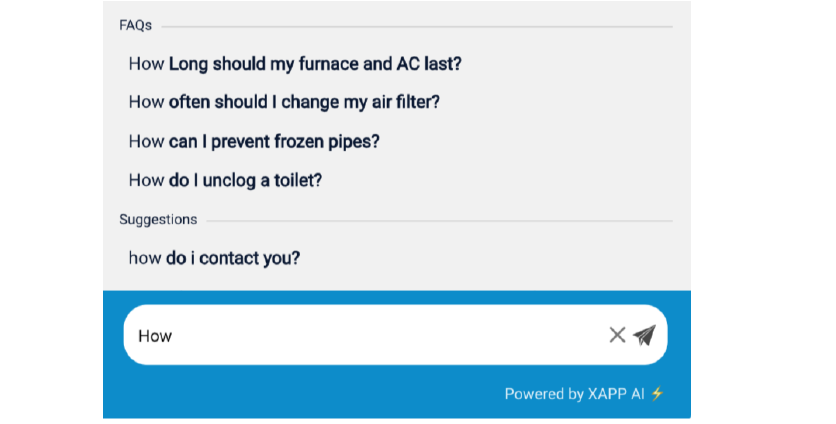 FAQs
How Long should my furnace and AC last?
How often should I change my air filter?
How can I prevent frozen pipes?
How do I unclog a toilet?
Suggestions
how do i contact you?
How
Powered by XAPP AI ⚡